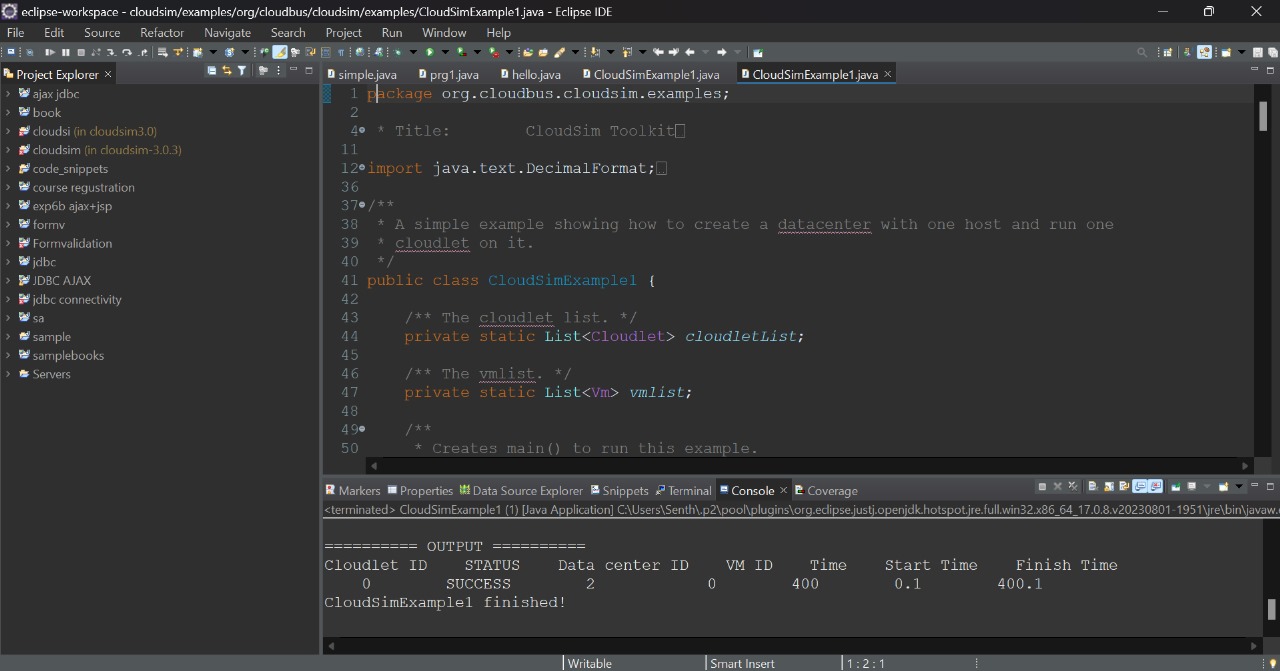 eclipse-workspace - cloudsim/examples/org/cloudbus/cloudsim/examples/CloudSimExample1.java - Eclipse IDE
File Edit Source Refactor Navigate Search Project Run Window Help
Project Explorer
ajax jdbc
book
cloudsi (in cloudsim3.0)
cloudsim (in cloudsim-3.0.3)
code_snippets
course regustration
exp6b ajax+jsp
formv
Formvalidation
jdbc
JDBC AJAX
jdbc connectivity
sa
sample
samplebooks
Servers
simple.java prg1.java hello.java CloudSimExample1.java CloudSimExample1.java
1 package org.cloudbus.cloudsim.examples;
2
4 * Title: CloudSim Toolkit
11
12 import java.text.DecimalFormat;
36
37 /**
38 * A simple example showing how to create a datacenter with one host and run one
39 * cloudlet on it.
40 */
41 public class CloudSimExample1 {
42
43 /** The cloudlet list. */
44 private static List<Cloudlet> cloudletList;
45
46 /** The vmlist. */
47 private static List<Vm> vmlist;
48
49 /**
50 * Creates main() to run this example.
Markers Properties Data Source Explorer Snippets Terminal Console Coverage
<terminated> CloudSimExample1 (1) [Java Application] C:\Users\Senth\.p2\pool\plugins\org.eclipse.justj.openjdk.hotspot.jre.full.win32.x86_64_17.0.8.v20230801-1951\jre\bin\javaw.
========== OUTPUT ==========
Cloudlet ID STATUS Data center ID VM ID Time Start Time Finish Time
0 SUCCESS 2 0 400 0.1 400.1
CloudSimExample1 finished!
Writable Smart Insert 1 : 2 : 1